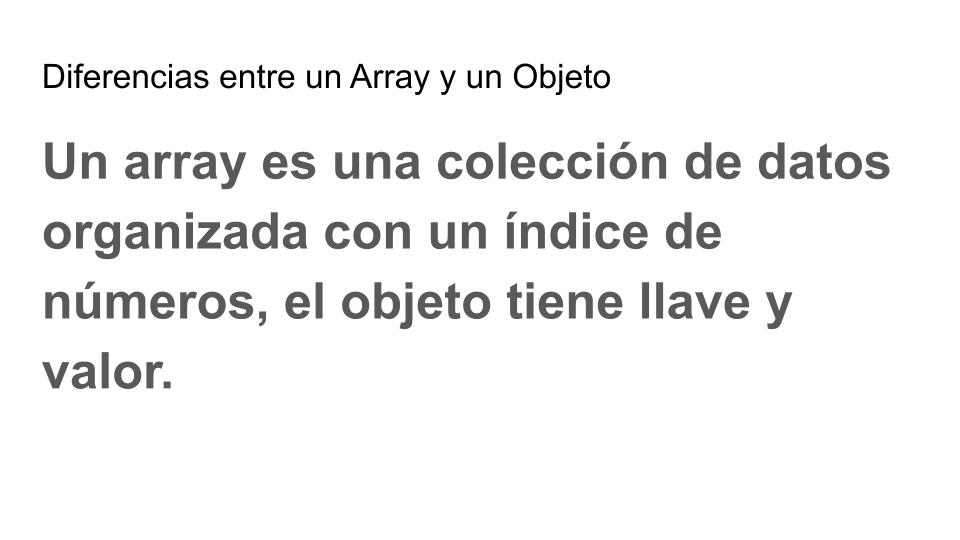 Diferencias entre un Array y un Objeto
Un array es una colección de datos
organizada con un índice de
números, el objeto tiene llave y
valor.